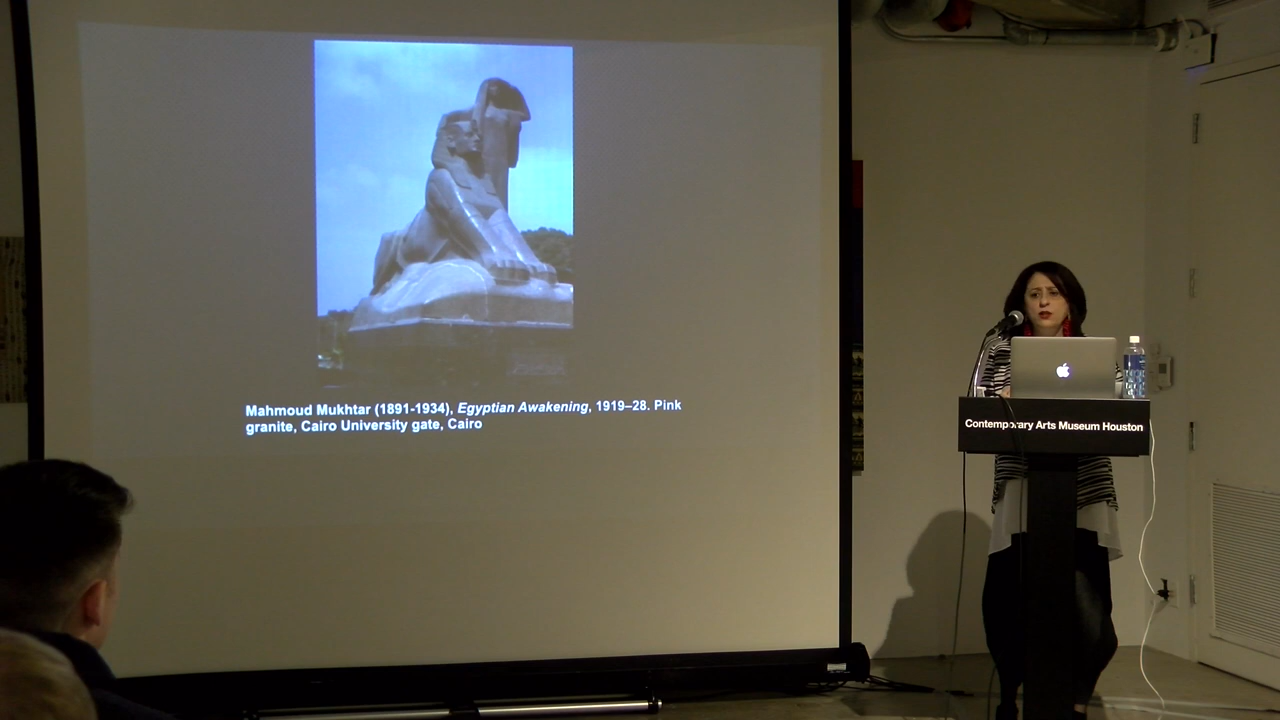 Mahmoud Mukhtar (1891-1934), Egyptian Awakening, 1919–28. Pink
granite, Cairo University gate, Cairo
Contemporary Arts Museum Houston